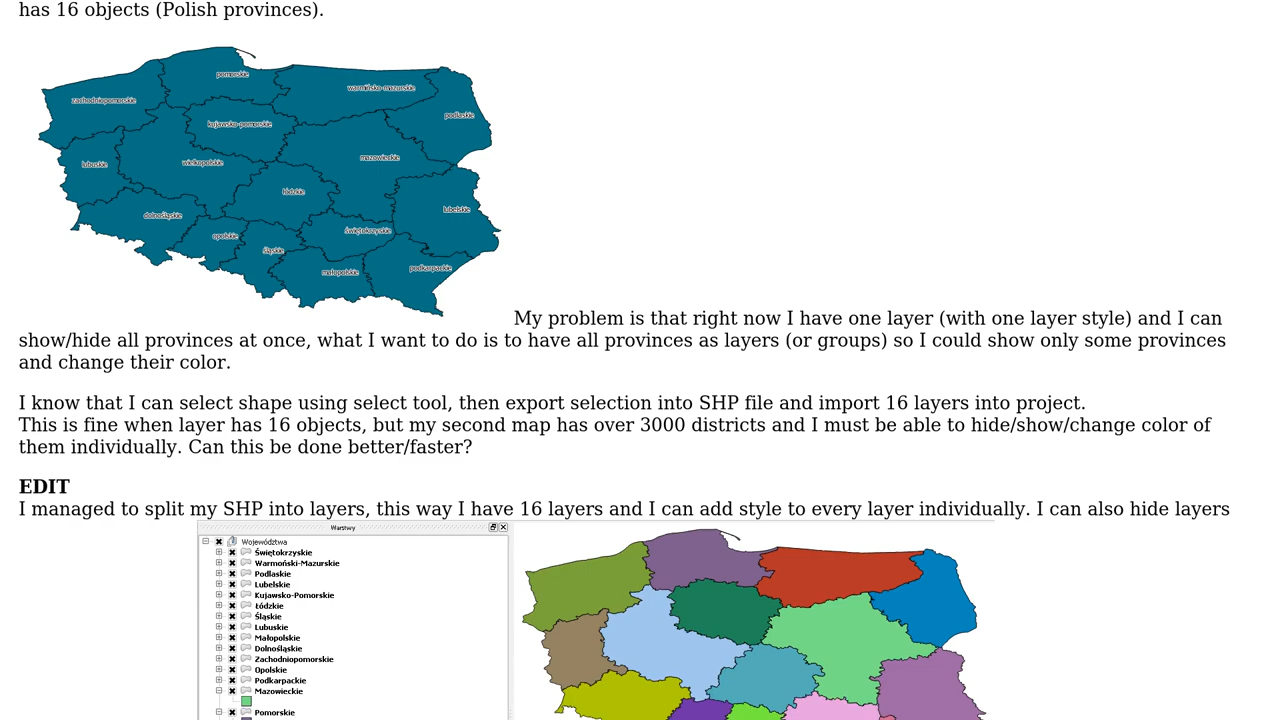 has 16 objects (Polish provinces).
pomorskie
warmińsko-mazurskie
zachodniopomorskie
podlaskie
kujawsko-pomorskie
mazowieckie
lubuskie
wielkopolskie
łódzkie
lubelskie
dolnośląskie
świętokrzyskie
opolskie
śląskie
podkarpackie
małopolskie
My problem is that right now I have one layer (with one layer style) and I can
show/hide all provinces at once, what I want to do is to have all provinces as layers (or groups) so I could show only some provinces
and change their color.
I know that I can select shape using select tool, then export selection into SHP file and import 16 layers into project.
This is fine when layer has 16 objects, but my second map has over 3000 districts and I must be able to hide/show/change color of
them individually. Can this be done better/faster?
EDIT
I managed to split my SHP into layers, this way I have 16 layers and I can add style to every layer individually. I can also hide layers
Warstwy
Województwa
Świętokrzyskie
Warmoński-Mazurskie
Podlaskie
Lubelskie
Kujawsko-Pomorskie
Łódzkie
Śląskie
Lubuskie
Małopolskie
Dolnośląskie
Zachodniopomorskie
Opolskie
Podkarpackie
Mazowieckie
Pomorskie